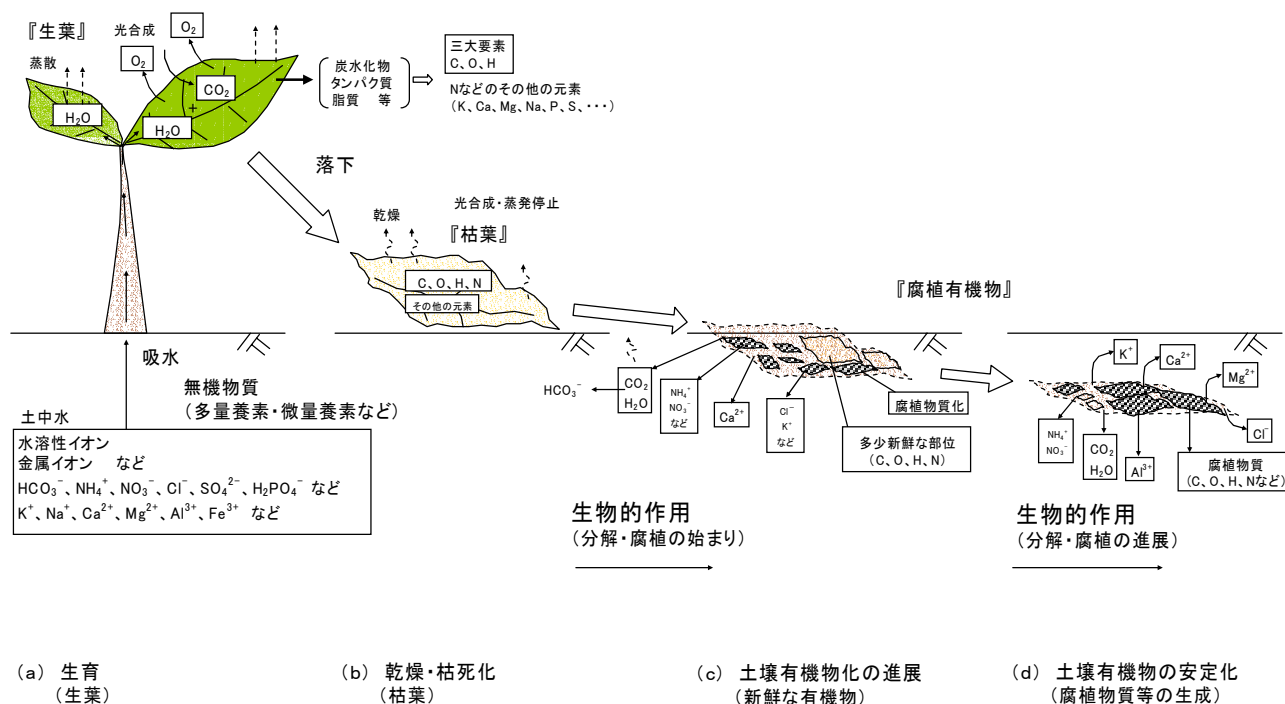 『生葉』
光合成
O₂
蒸散
O₂
CO₂
+
H₂O
H₂O
炭水化物
タンパク質
脂質 等
三大要素
C、O、H
Nなどのその他の元素
(K、Ca、Mg、Na、P、S、・・・)
落下
光合成・蒸発停止
乾燥
『枯葉』
C、O、H、N
その他の元素
『腐植有機物』
吸水
無機物質
(多量養素・微量養素など)
土中水
水溶性イオン
金属イオン など
HCO₃⁻、NH₄⁺、NO₃⁻、Cl⁻、SO₄²⁻、H₂PO₄⁻ など
K⁺、Na⁺、Ca²⁺、Mg²⁺、Al³⁺、Fe³⁺ など
HCO₃⁻
CO₂
H₂O
NH₄⁺
NO₃⁻
など
Ca²⁺
Cl⁻
K⁺
など
腐植物質化
多少新鮮な部位
(C、O、H、N)
K⁺
Ca²⁺
Mg²⁺
Cl⁻
NH₄⁺
NO₃⁻
CO₂
H₂O
Al³⁺
腐植物質
(C、O、H、Nなど)
生物的作用
(分解・腐植の始まり)
生物的作用
(分解・腐植の進展)
(a) 生育
(生葉)
(b) 乾燥・枯死化
(枯葉)
(c) 土壌有機物化の進展
(新鮮な有機物)
(d) 土壌有機物の安定化
(腐植物質等の生成)